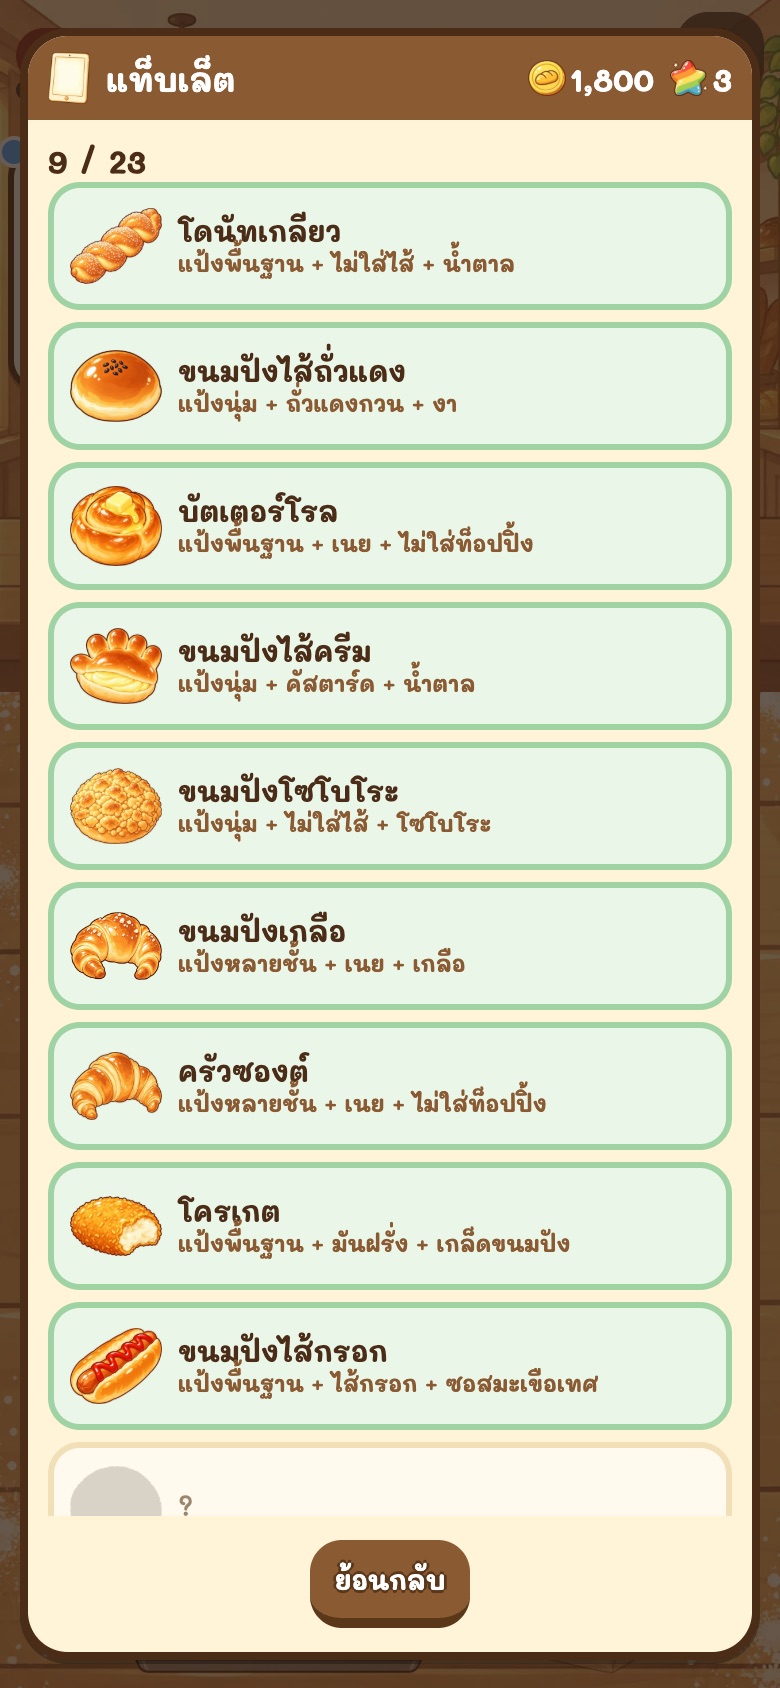 แท็บเล็ต
1,800
3
9 / 23
โดนัทเกลียว
แป้งพื้นฐาน + ไม่ใส่ไส้ + น้ำตาล
ขนมปังไส้ถั่วแดง
แป้งนุ่ม + ถั่วแดงกวน + งา
บัตเตอร์โรล
แป้งพื้นฐาน + เนย + ไม่ใส่ท็อปปิ้ง
ขนมปังไส้ครีม
แป้งนุ่ม + คัสตาร์ด + น้ำตาล
ขนมปังโซโบโระ
แป้งนุ่ม + ไม่ใส่ไส้ + โซโบโระ
ขนมปังเกลือ
แป้งหลายชั้น + เนย + เกลือ
ครัวซองต์
แป้งหลายชั้น + เนย + ไม่ใส่ท็อปปิ้ง
โครเกต
แป้งพื้นฐาน + มันฝรั่ง + เกล็ดขนมปัง
ขนมปังไส้กรอก
แป้งพื้นฐาน + ไส้กรอก + ซอสมะเขือเทศ
?
ย้อนกลับ